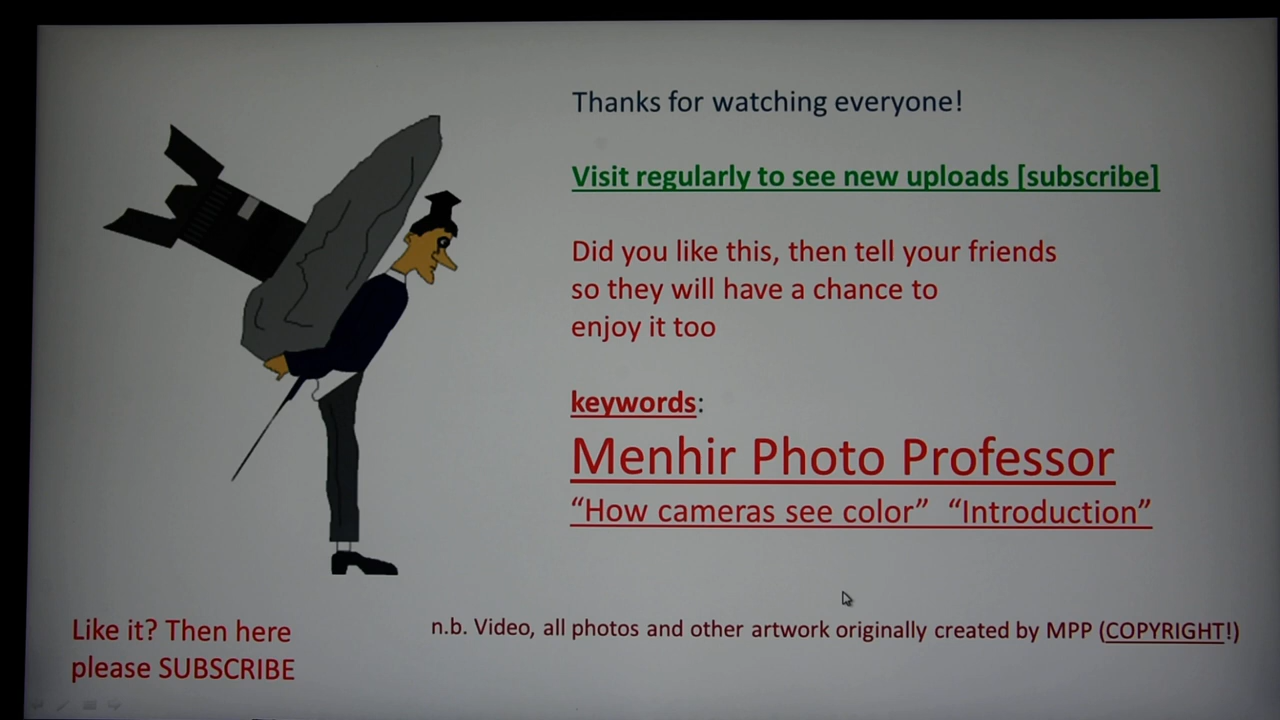 Thanks for watching everyone!
Visit regularly to see new uploads [subscribe]
Did you like this, then tell your friends
so they will have a chance to
enjoy it too
keywords:
Menhir Photo Professor
“How cameras see color” “Introduction”
n.b. Video, all photos and other artwork originally created by MPP (COPYRIGHT!)
Like it? Then here
please SUBSCRIBE